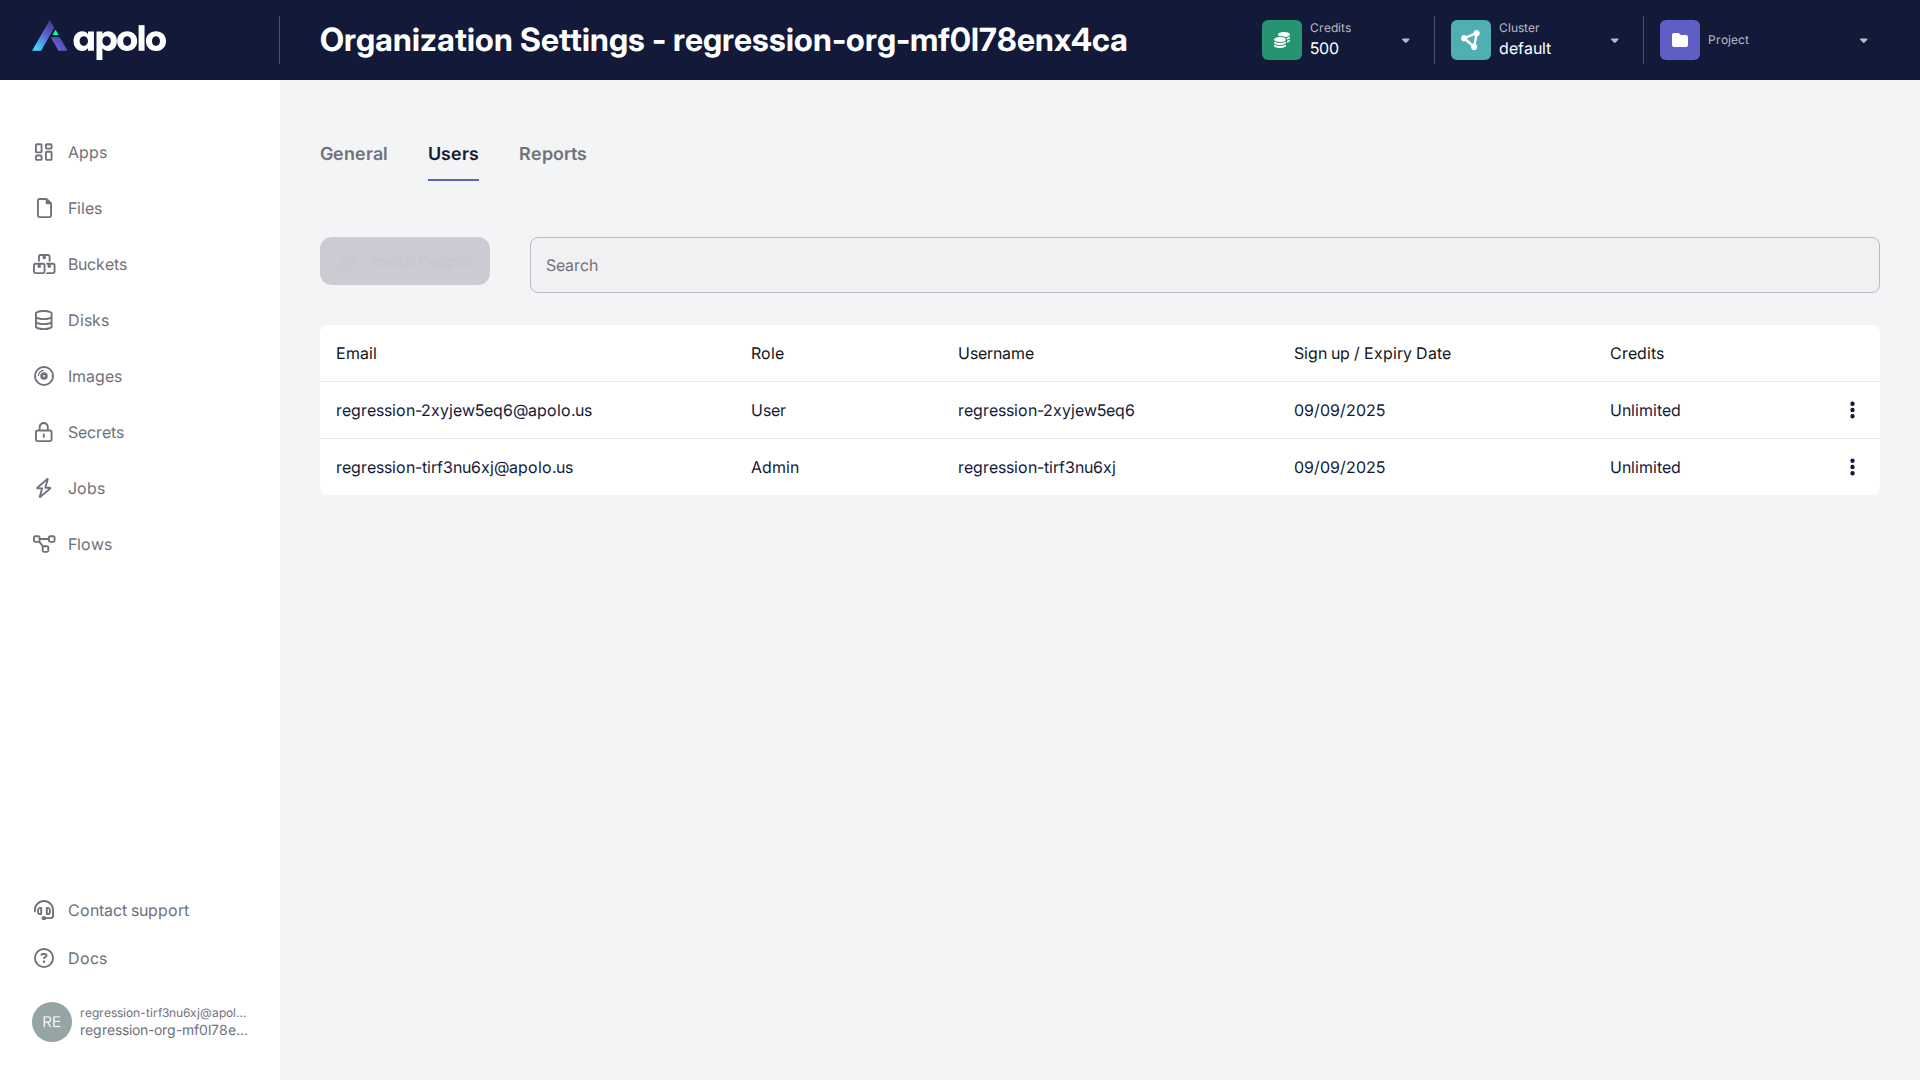 apolo
Organization Settings - regression-org-mf0l78enx4ca
Credits
500
Cluster
default
Project
Apps
Files
Buckets
Disks
Images
Secrets
Jobs
Flows
Contact support
Docs
RE
regression-tirf3nu6xj@apol...
regression-org-mf0l78e...
General Users Reports
Invite People
Search
Email Role Username Sign up / Expiry Date Credits
regression-2xyjew5eq6@apolo.us User regression-2xyjew5eq6 09/09/2025 Unlimited
regression-tirf3nu6xj@apolo.us Admin regression-tirf3nu6xj 09/09/2025 Unlimited